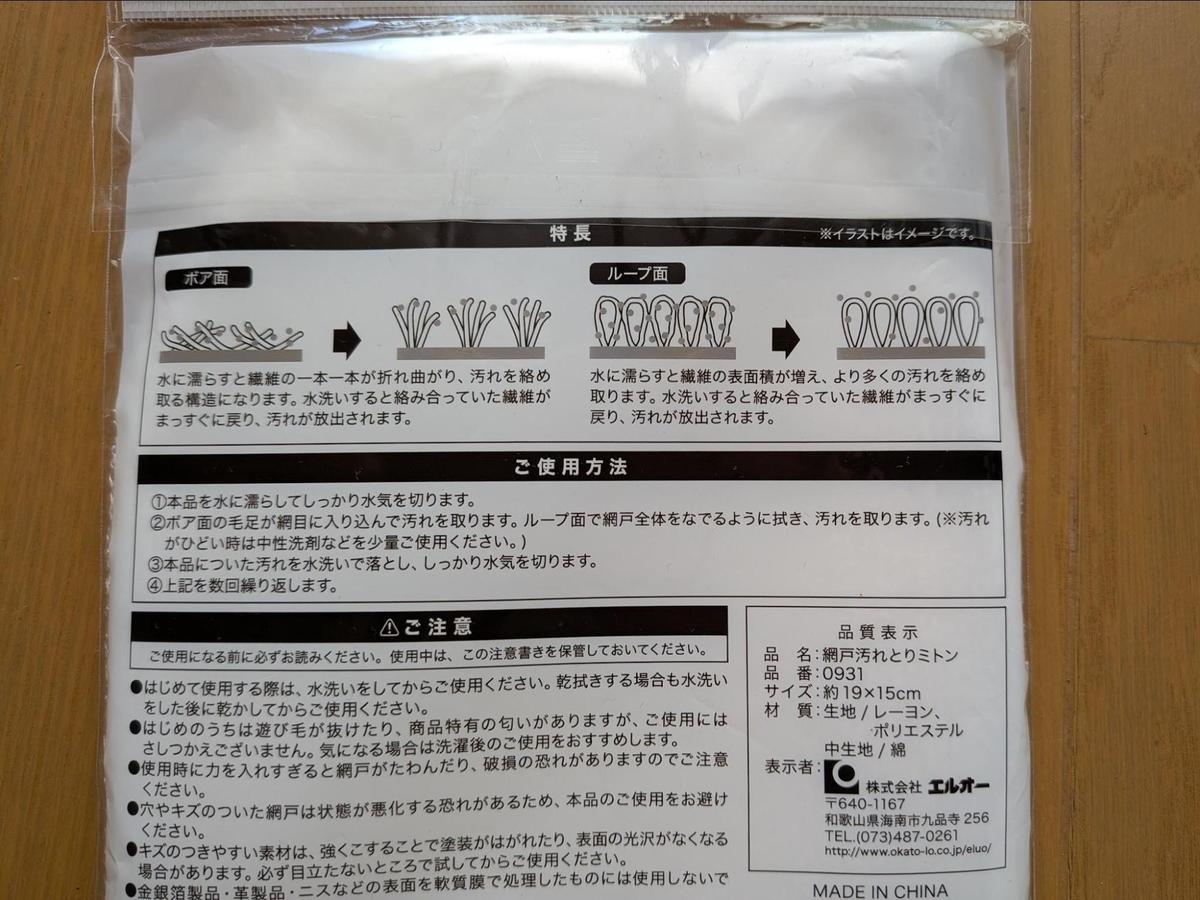 特長
※イラストはイメージです。
ボア面
水に濡らすと繊維の一本一本が折れ曲がり、汚れを絡め
取る構造になります。水洗いすると絡み合っていた繊維が
まっすぐに戻り、汚れが放出されます。
ループ面
水に濡らすと繊維の表面積が増え、より多くの汚れを絡め
取ります。水洗いすると絡み合っていた繊維がまっすぐに
戻り、汚れが放出されます。
ご使用方法
①本品を水に濡らしてしっかり水気を切ります。
②ボア面の毛足が網目に入り込んで汚れを取ります。ループ面で網戸全体をなでるように拭き、汚れを取ります。(※汚れ
がひどい時は中性洗剤などを少量ご使用ください。)
③本品についた汚れを水洗いで落とし、しっかり水気を切ります。
④上記を数回繰り返します。
⚠ご注意
ご使用になる前に必ずお読みください。使用中は、この注意書きを保管しておいてください。
●はじめて使用する際は、水洗いをしてからご使用ください。乾拭きする場合も水洗い
をした後に乾かしてからご使用ください。
●はじめのうちは遊び毛が抜けたり、商品特有の匂いがありますが、ご使用には
さしつかえございません。気になる場合は洗濯後のご使用をおすすめします。
●使用時に力を入れすぎると網戸がたわんだり、破損の恐れがありますのでご注意
ください。
●穴やキズのついた網戸は状態が悪化する恐れがあるため、本品のご使用をお避け
ください。
●キズのつきやすい素材は、強くこすることで塗装がはがれたり、表面の光沢がなくなる
場合があります。必ず目立たないところで試してからご使用ください。
●金銀箔製品・革製品・ニスなどの表面を軟質膜で処理したものには使用しないで
品質表示
品 名:網戸汚れとりミトン
品 番:0931
サイズ:約19×15cm
材 質:生地/レーヨン、
ポリエステル
中生地/綿
表示者:株式会社 エルオー
〒640-1167
和歌山県海南市九品寺256
TEL.(073)487-0261
http://www.okato-lo.co.jp/eluo/
MADE IN CHINA